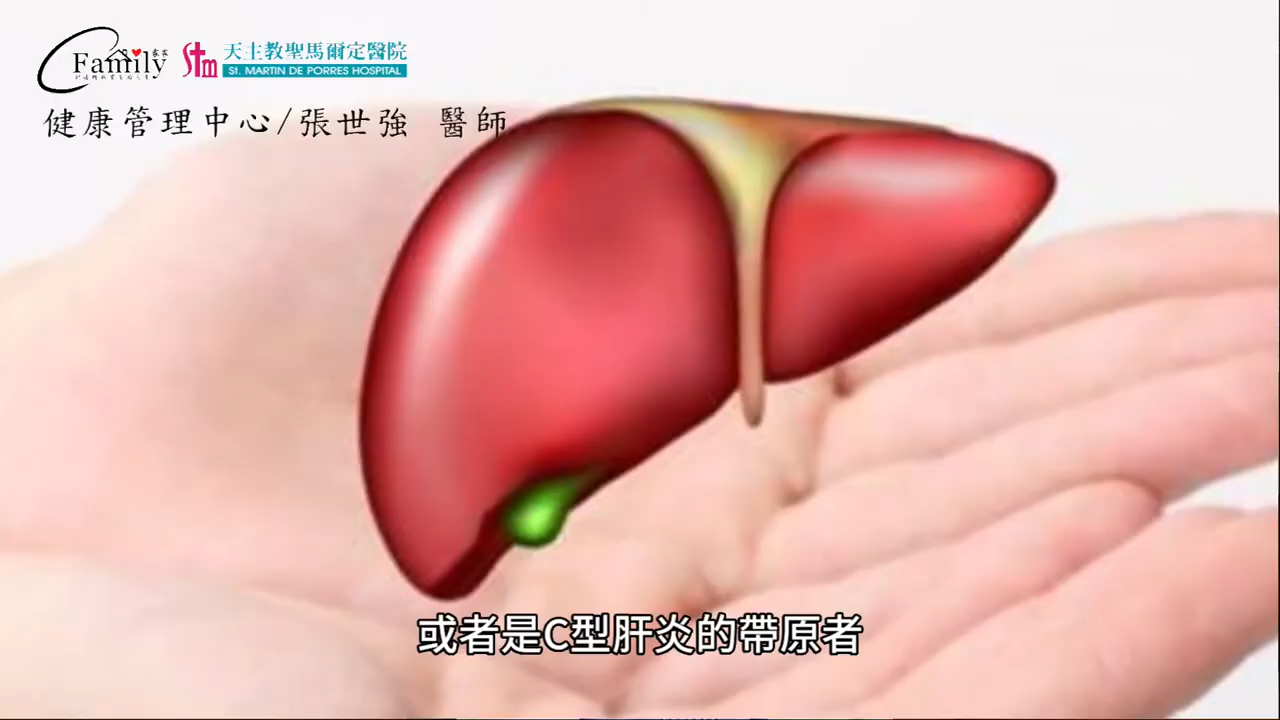 Family
天主教聖馬爾定醫院
St. MARTIN DE PORRES HOSPITAL
健康管理中心/張世強 醫師
或者是C型肝炎的帶原者